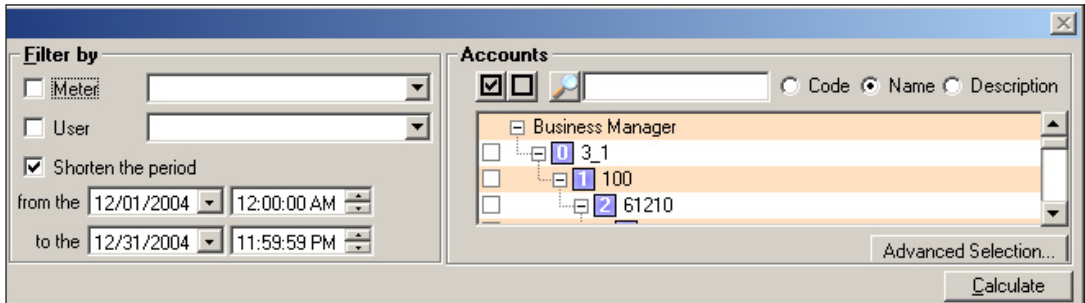 Filter by
Meter
User
Shorten the period
from the 12/01/2004 12:00:00 AM
to the 12/31/2004 11:59:59 PM
Accounts
Code Name Description
Business Manager
0 3_1
1 100
2 61210
Advanced Selection...
Calculate